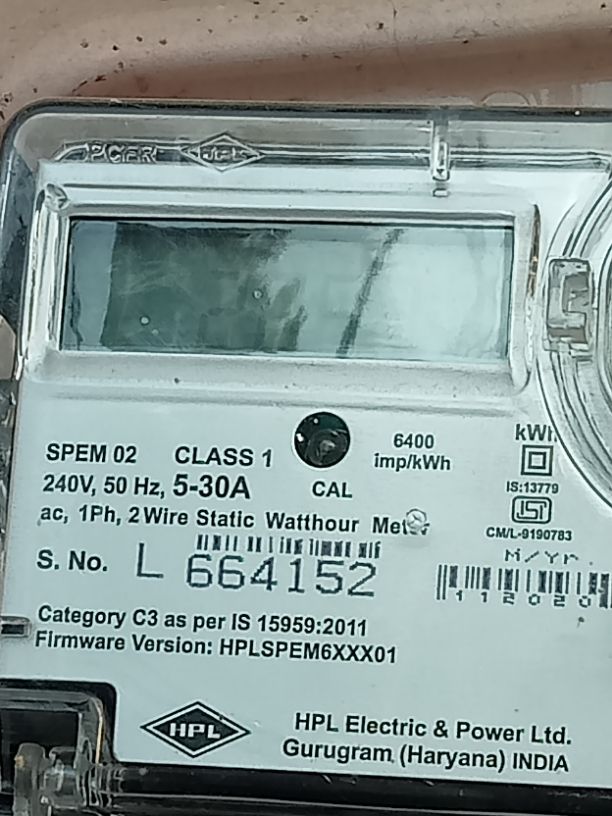 HPL
SPEM 02 CLASS 1
240V, 50 Hz, 5-30A
CAL
6400
imp/kWh
kWh
IS:13779
ISI
CM/L-9190783
ac, 1Ph, 2 Wire Static Watthour Meter
M/Yr.
S. No. L 664152
112020
Category C3 as per IS 15959:2011
Firmware Version: HPLSPEM6XXX01
HPL
HPL Electric & Power Ltd.
Gurugram (Haryana) INDIA